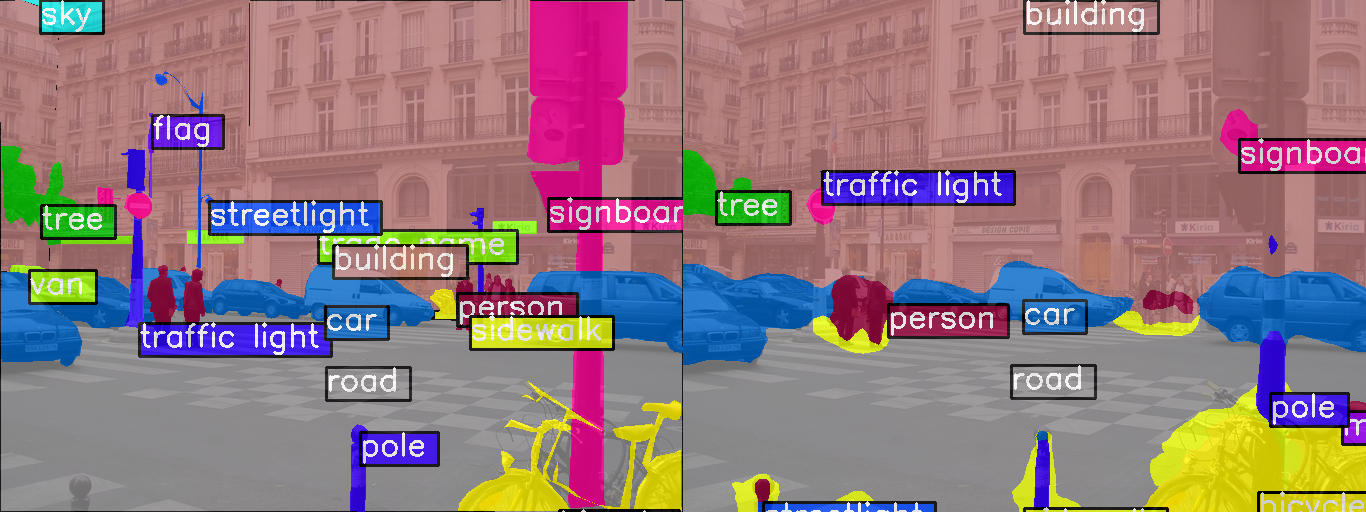 sky
flag
tree
streetlight
signboar
trade name
building
van
person
car
sidewalk
traffic light
road
pole
building
signboar
traffic light
tree
person
car
road
pole
m
streetlight
bicycle
Kiria
Kiria